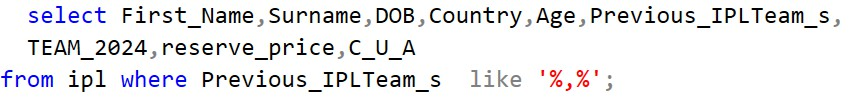 select First_Name,Surname,DOB,Country,Age,Previous_IPLTeam_s,
TEAM_2024,reserve_price,C_U_A
from ipl where Previous_IPLTeam_s  like '%,%';